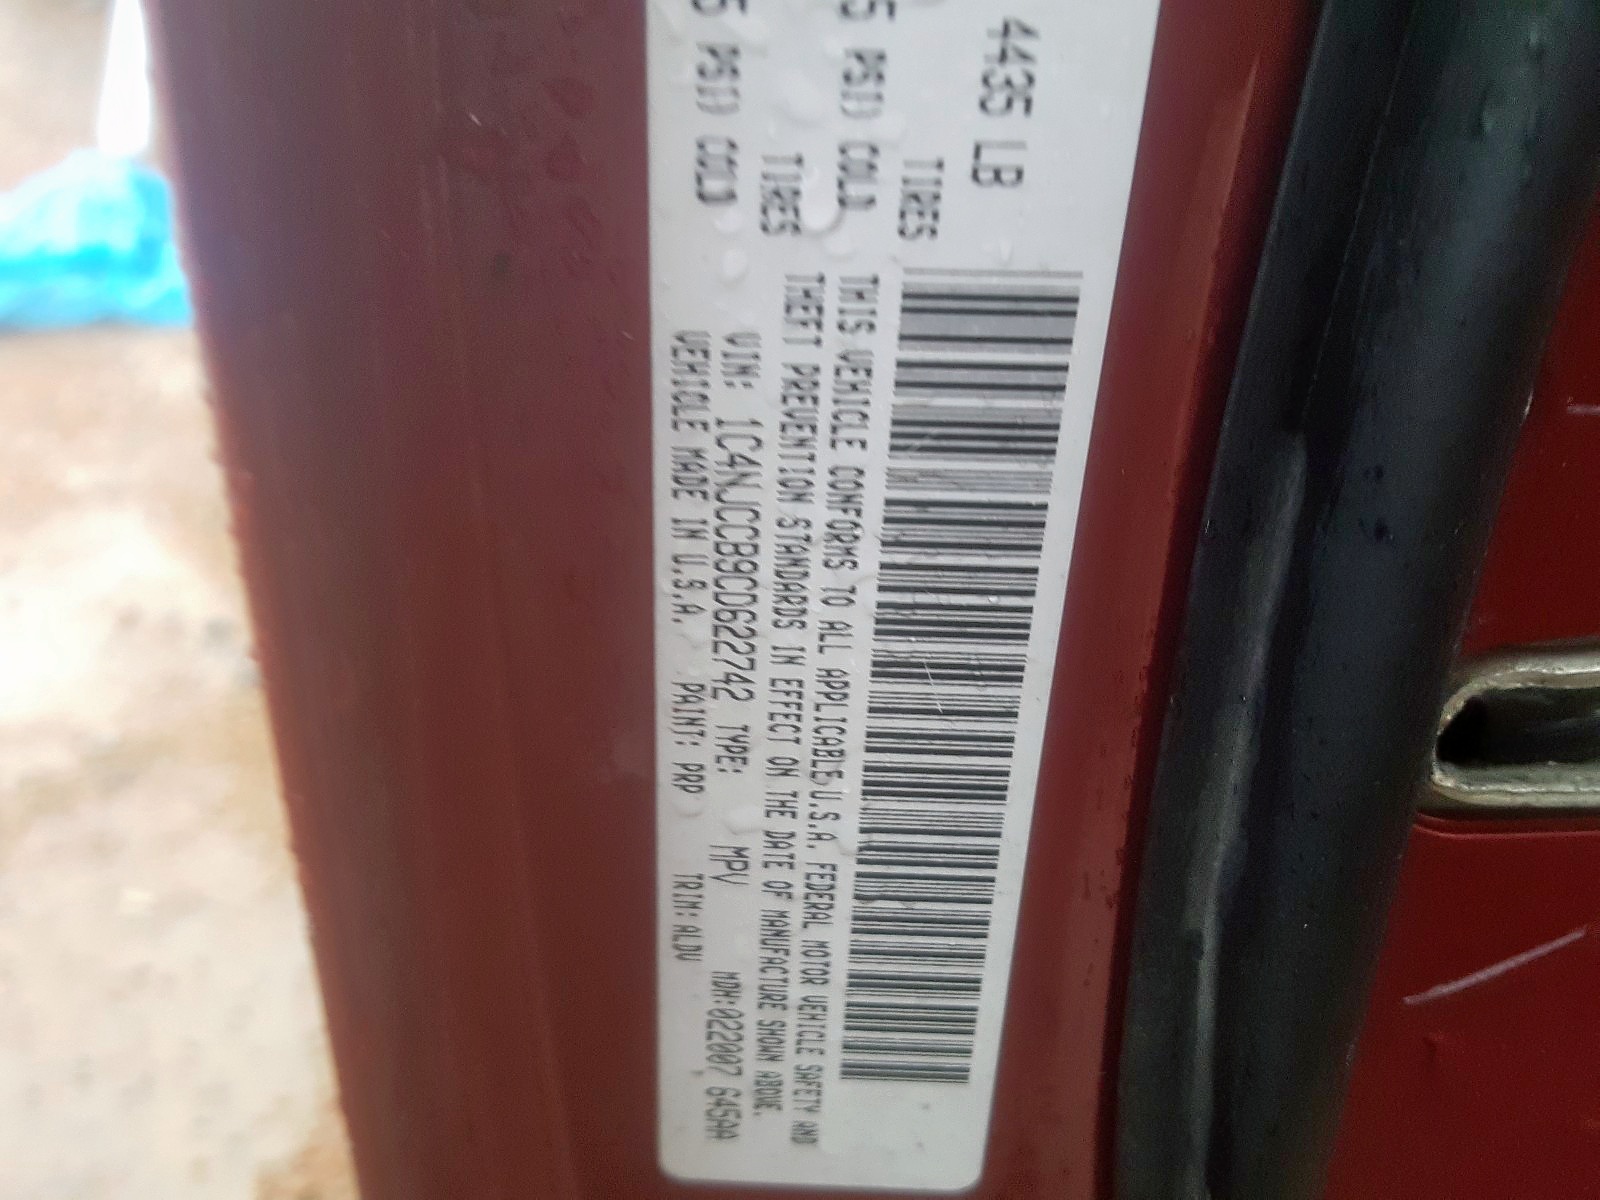 4435 LB
5 PSI) COLD TIRES
5 PSI) COLD TIRES
THIS VEHICLE CONFORMS TO ALL APPLICABLE U.S.A. FEDERAL MOTOR VEHICLE SAFETY AND
THEFT PREVENTION STANDARDS IN EFFECT ON THE DATE OF MANUFACTURE SHOWN ABOVE.
VIN: 1C4NJCCB9CD622742 TYPE: MPV MDH:022007 645AA
VEHICLE MADE IN U.S.A. PAINT: PRP TRIM:ALDV